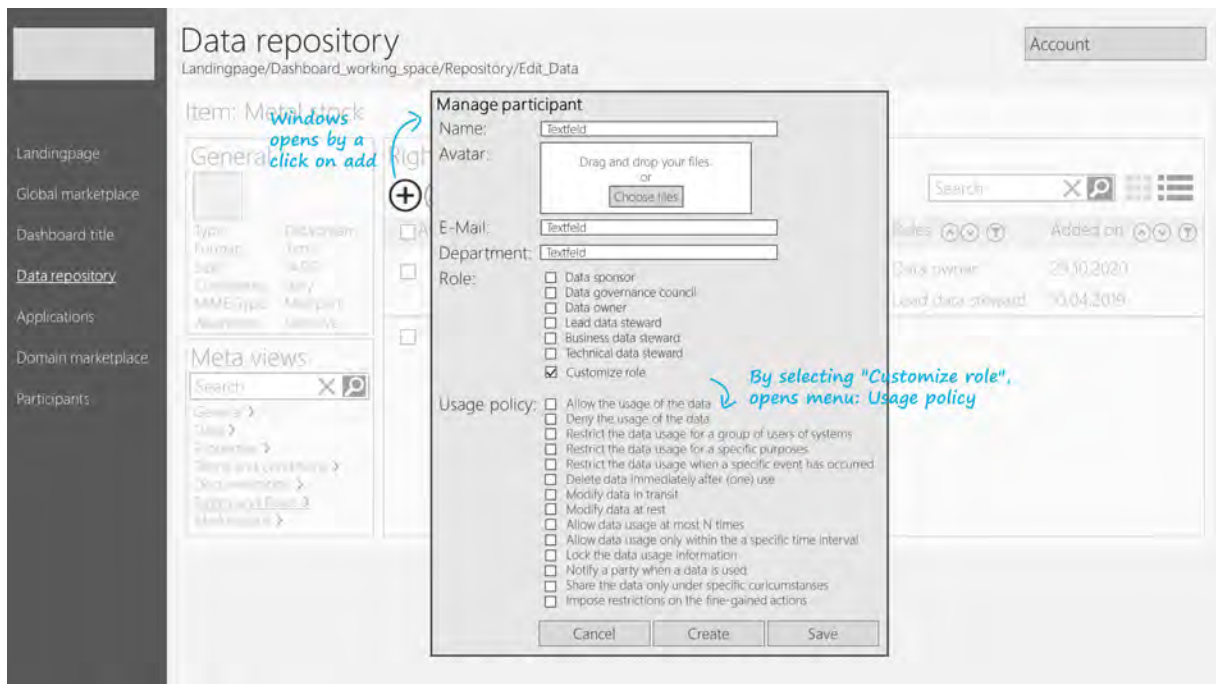 Data repository
Landingpage/Dashboard_working_space/Repository/Edit_Data
Account
Landingpage
Global marketplace
Dashboard title
Data repository
Applications
Domain marketplace
Participants
Item: Metal stock
Windows
opens by a
click on add
General
Righ
Meta views
Search
General
Terms and conditions
Search
Roles
Added on
Data owner
29.10.2020
Lead data steward
10.04.2019
Manage participant
Name:
Textfeld
Avatar:
Drag and drop your files
or
Choose files
E-Mail:
Textfeld
Department:
Textfeld
Role:
Data sponsor
Data governance council
Data owner
Lead data steward
Business data steward
Technical data steward
Customize role
By selecting "Customize role",
opens menu: Usage policy
Usage policy:
Allow the usage of the data
Deny the usage of the data
Restrict the data usage for a group of users of systems
Restrict the data usage for a specific purposes
Restrict the data usage when a specific event has occurred
Delete data immediately after (one) use
Modify data in transit
Modify data at rest
Allow data usage at most N times
Allow data usage only within the a specific time interval
Lock the data usage information
Notify a party when a data is used
Share the data only under specific curicumstanses
Impose restrictions on the fine-gained actions
Cancel
Create
Save